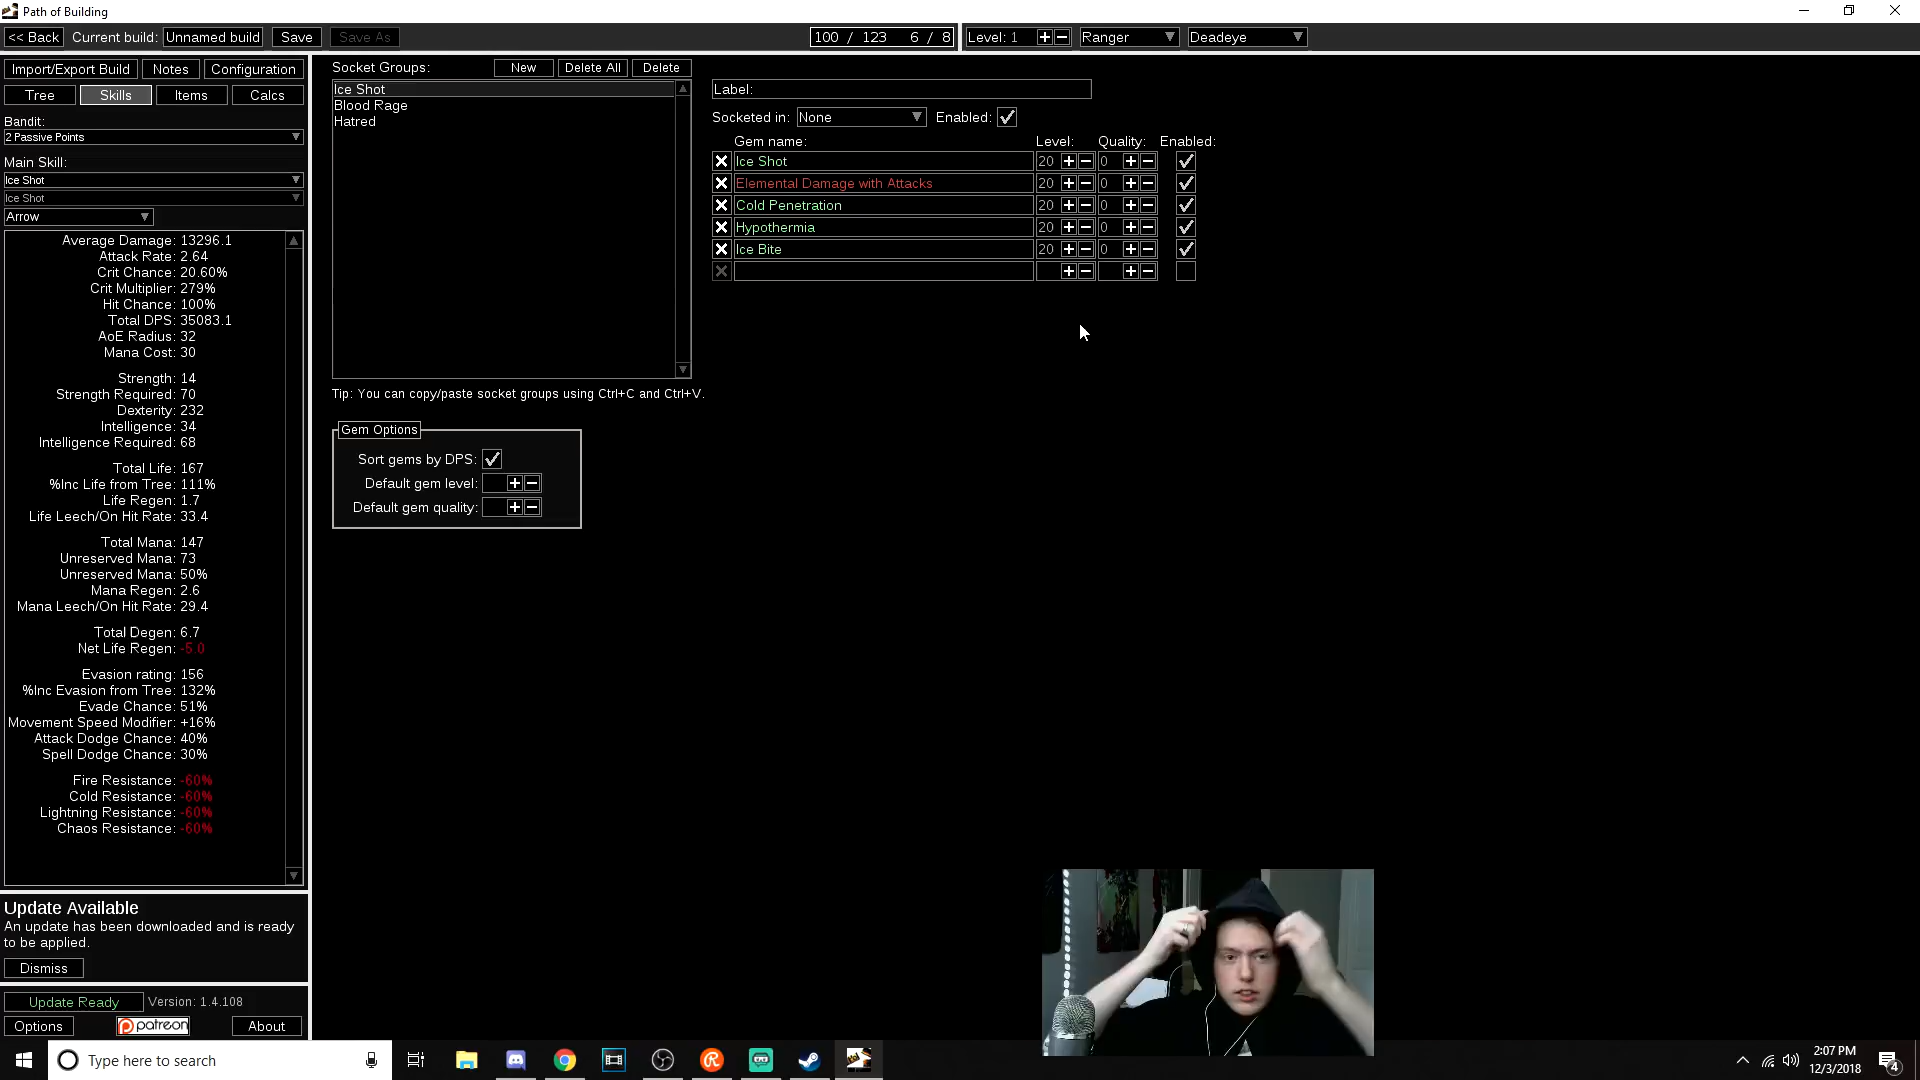 Path of Building
<< Back Current build: Unnamed build Save Save As 100 / 123 6 / 8 Level: 1 + − Ranger Deadeye
Import/Export Build Notes Configuration
Tree Skills Items Calcs
Bandit:
2 Passive Points
Main Skill:
Ice Shot
Ice Shot
Arrow
Average Damage: 13296.1
Attack Rate: 2.64
Crit Chance: 20.60%
Crit Multiplier: 279%
Hit Chance: 100%
Total DPS: 35083.1
AoE Radius: 32
Mana Cost: 30
Strength: 14
Strength Required: 70
Dexterity: 232
Intelligence: 34
Intelligence Required: 68
Total Life: 167
%Inc Life from Tree: 111%
Life Regen: 1.7
Life Leech/On Hit Rate: 33.4
Total Mana: 147
Unreserved Mana: 73
Unreserved Mana: 50%
Mana Regen: 2.6
Mana Leech/On Hit Rate: 29.4
Total Degen: 6.7
Net Life Regen: -5.0
Evasion rating: 156
%Inc Evasion from Tree: 132%
Evade Chance: 51%
Movement Speed Modifier: +16%
Attack Dodge Chance: 40%
Spell Dodge Chance: 30%
Fire Resistance: -60%
Cold Resistance: -60%
Lightning Resistance: -60%
Chaos Resistance: -60%
Update Available
An update has been downloaded and is ready
to be applied.
Dismiss
Update Ready Version: 1.4.108
Options patreon About
Socket Groups: New Delete All Delete
Ice Shot
Blood Rage
Hatred
Tip: You can copy/paste socket groups using Ctrl+C and Ctrl+V.
Gem Options
Sort gems by DPS:
Default gem level: + −
Default gem quality: + −
Label:
Socketed in: None Enabled:
Gem name: Level: Quality: Enabled:
Ice Shot 20 + − 0 + −
Elemental Damage with Attacks 20 + − 0 + −
Cold Penetration 20 + − 0 + −
Hypothermia 20 + − 0 + −
Ice Bite 20 + − 0 + −
+ − + −
Type here to search
2:07 PM
12/3/2018
4